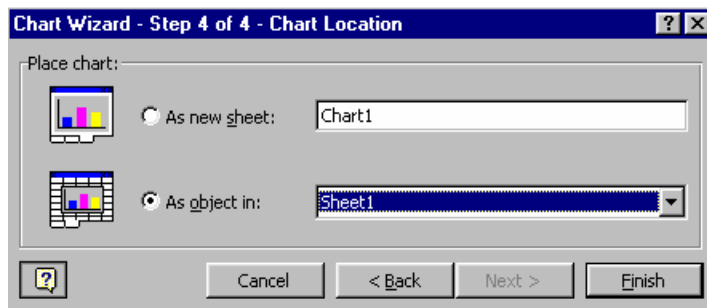 Chart Wizard - Step 4 of 4 - Chart Location
Place chart:
As new sheet: Chart1
As object in: Sheet1
Cancel < Back Next > Finish